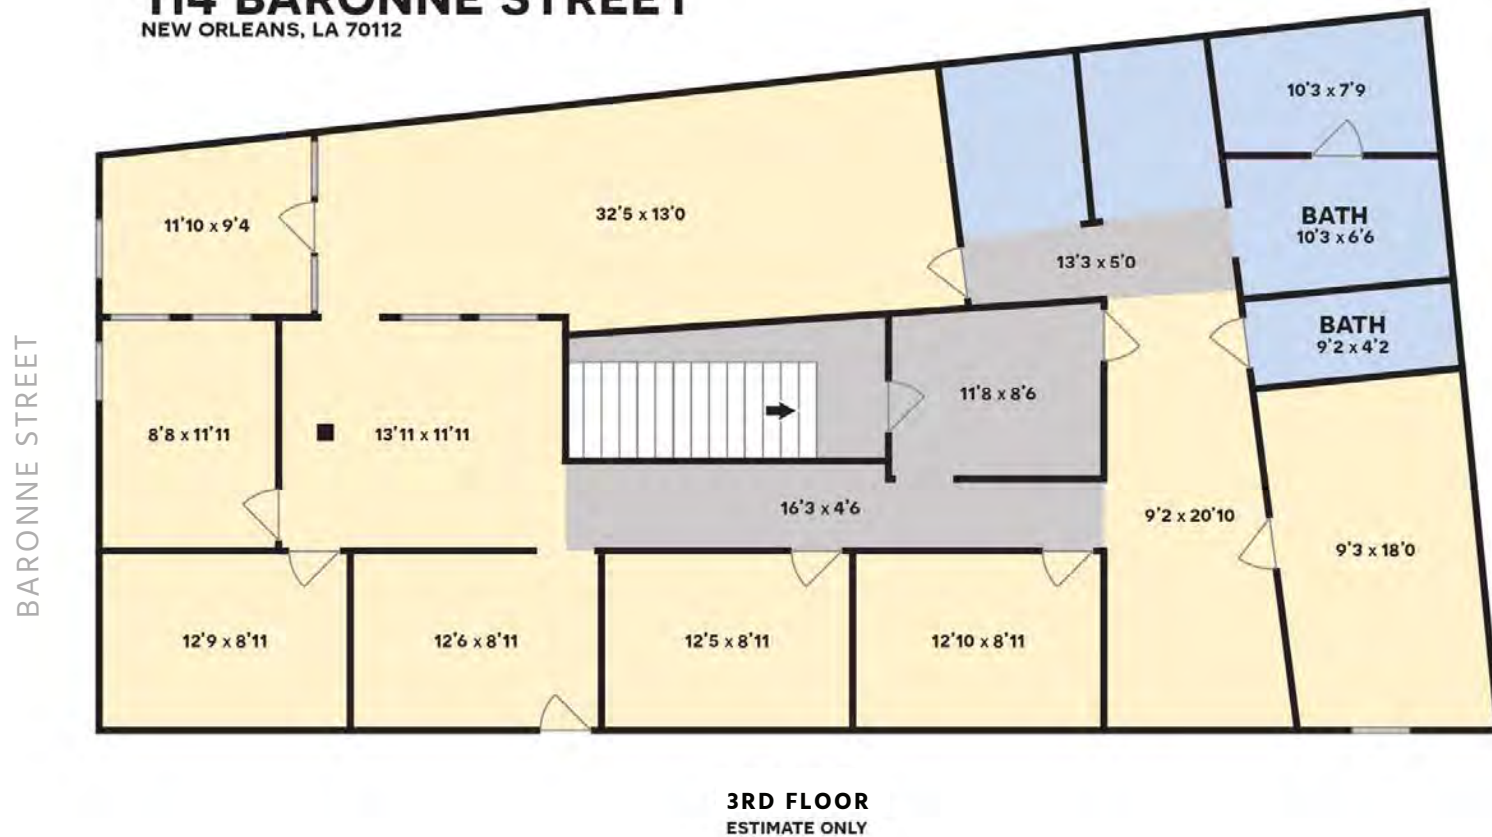 114 BARONNE STREET
NEW ORLEANS, LA 70112
10'3 x 7'9
11'10 x 9'4
32'5 x 13'0
BATH
10'3 x 6'6
13'3 x 5'0
BATH
9'2 x 4'2
11'8 x 8'6
8'8 x 11'11
13'11 x 11'11
16'3 x 4'6
9'2 x 20'10
9'3 x 18'0
12'9 x 8'11
12'6 x 8'11
12'5 x 8'11
12'10 x 8'11
BARONNE STREET
3RD FLOOR
ESTIMATE ONLY